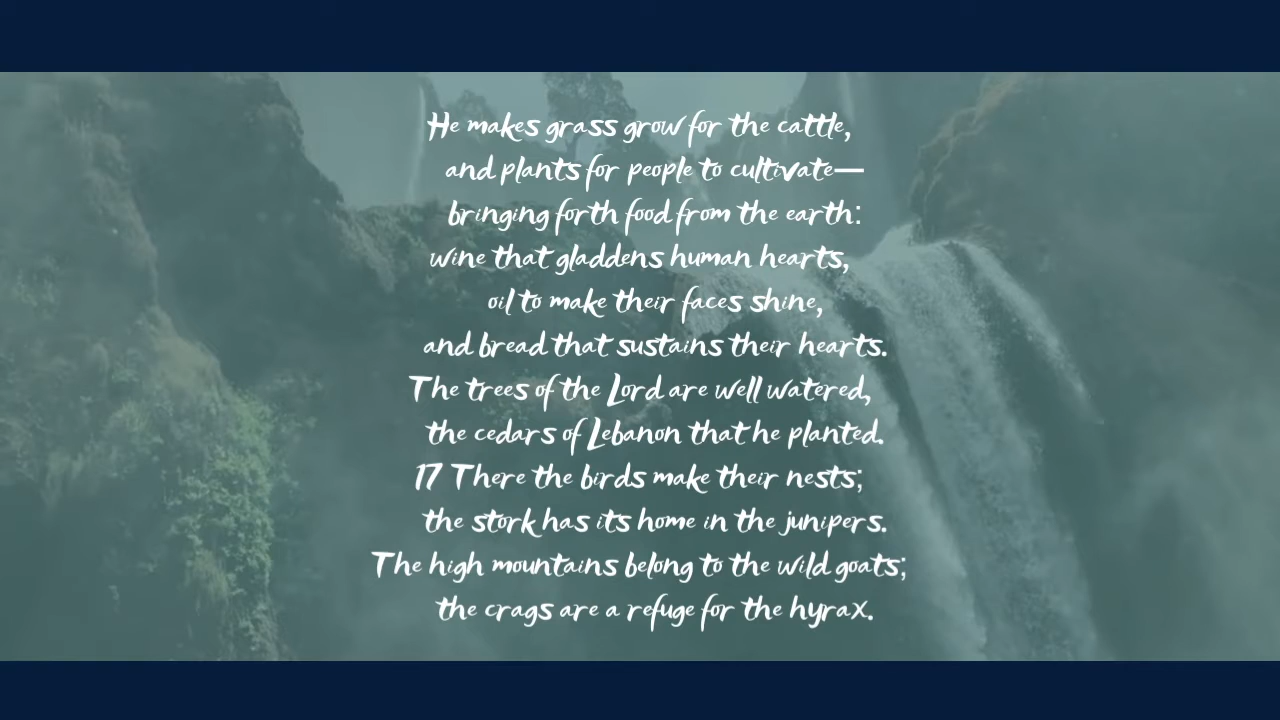 He makes grass grow for the cattle,
and plants for people to cultivate—
bringing forth food from the earth:
wine that gladdens human hearts,
oil to make their faces shine,
and bread that sustains their hearts.
The trees of the Lord are well watered,
the cedars of Lebanon that he planted.
17 There the birds make their nests;
the stork has its home in the junipers.
The high mountains belong to the wild goats;
the crags are a refuge for the hyrax.